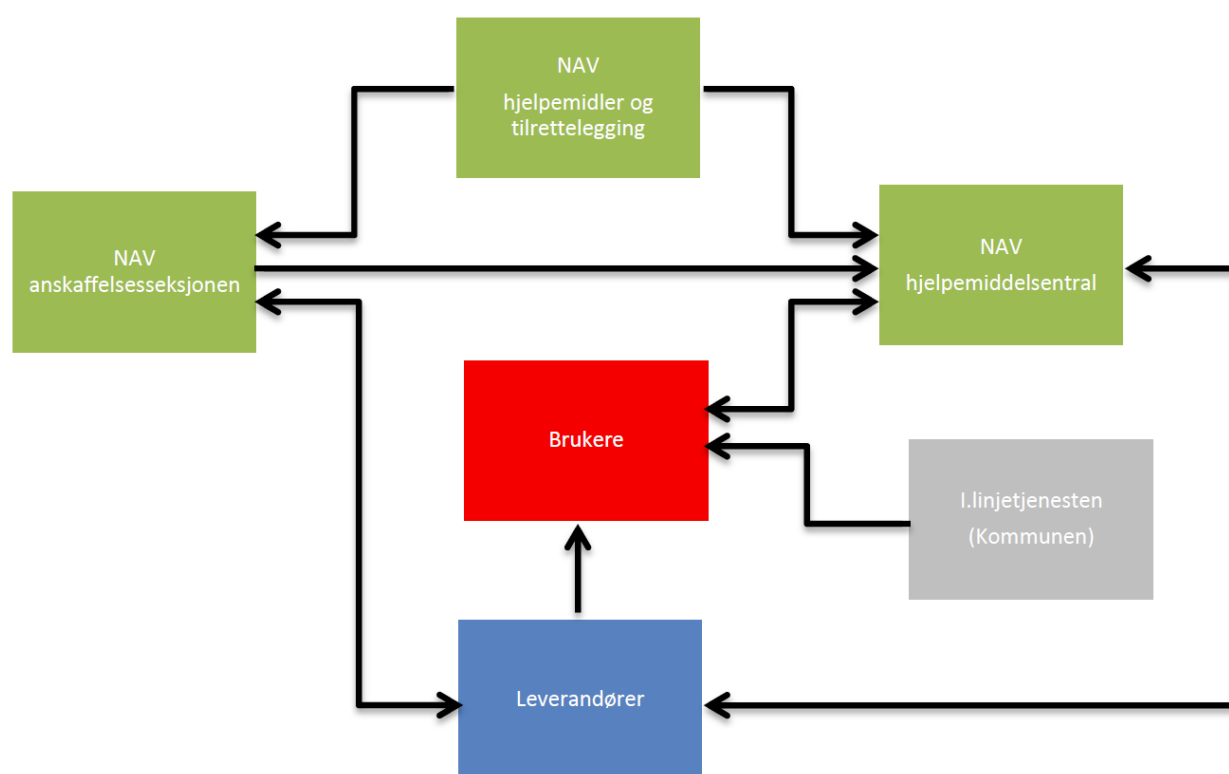 NAV
hjelpemidler og
tilrettelegging
NAV
anskaffelsesseksjonen
NAV
hjelpemiddelsentral
Brukere
I.linjetjenesten
(Kommunen)
Leverandører